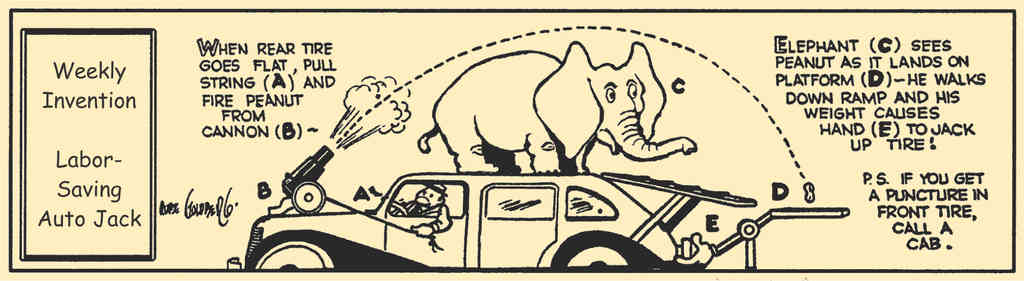 Weekly
Invention
Labor-
Saving
Auto Jack
WHEN REAR TIRE
GOES FLAT, PULL
STRING (A) AND
FIRE PEANUT
FROM
CANNON (B) ~
RUBE GOLDBERG
B
A
C
D
E
ELEPHANT (C) SEES
PEANUT AS IT LANDS ON
PLATFORM (D) — HE WALKS
DOWN RAMP AND HIS
WEIGHT CAUSES
HAND (E) TO JACK
UP TIRE!
P.S. IF YOU GET
A PUNCTURE IN
FRONT TIRE,
CALL A
CAB.